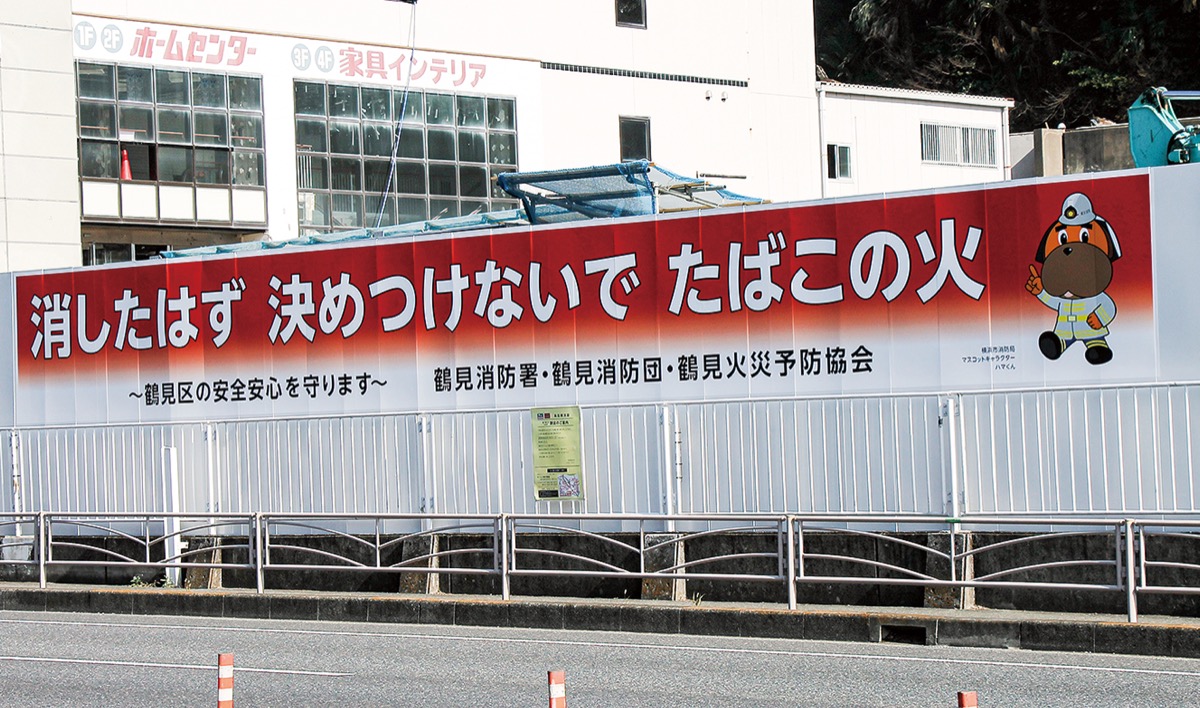 1F 2F ホームセンター
3F 4F 家具インテリア
消したはず 決めつけないで たばこの火
～鶴見区の安全安心を守ります～ 鶴見消防署・鶴見消防団・鶴見火災予防協会
横浜市消防局
マスコットキャラクター
ハマくん